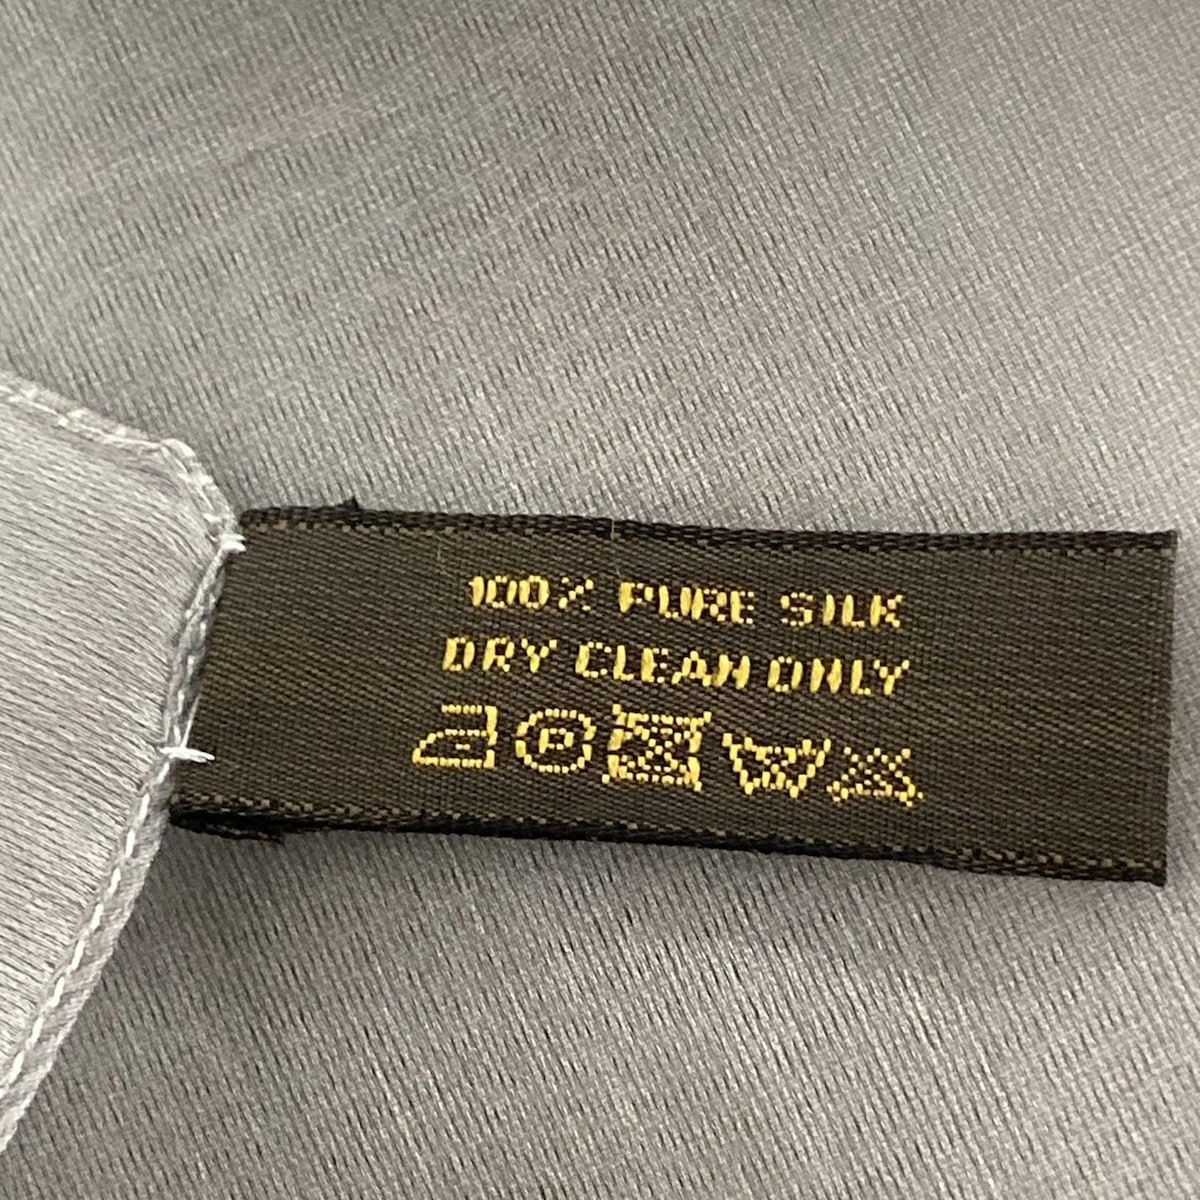 100% PURE SILK
DRY CLEAN ONLY
P